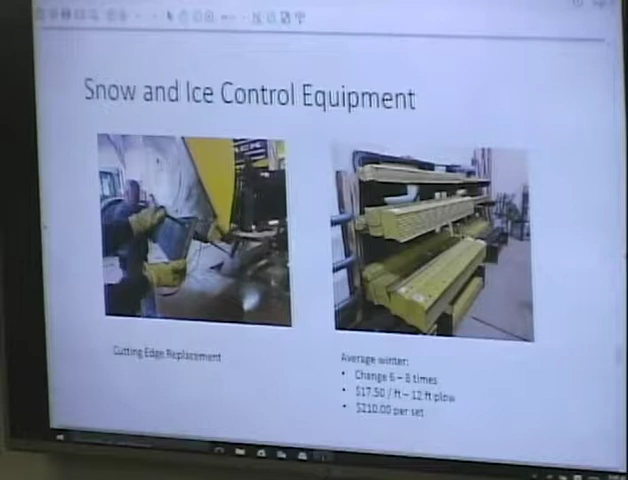 Snow and Ice Control Equipment
Cutting Edge Replacement
Average winter:
• Change 6 – 8 times
• $17.50 / ft – 12 ft plow
• $210.00 per set